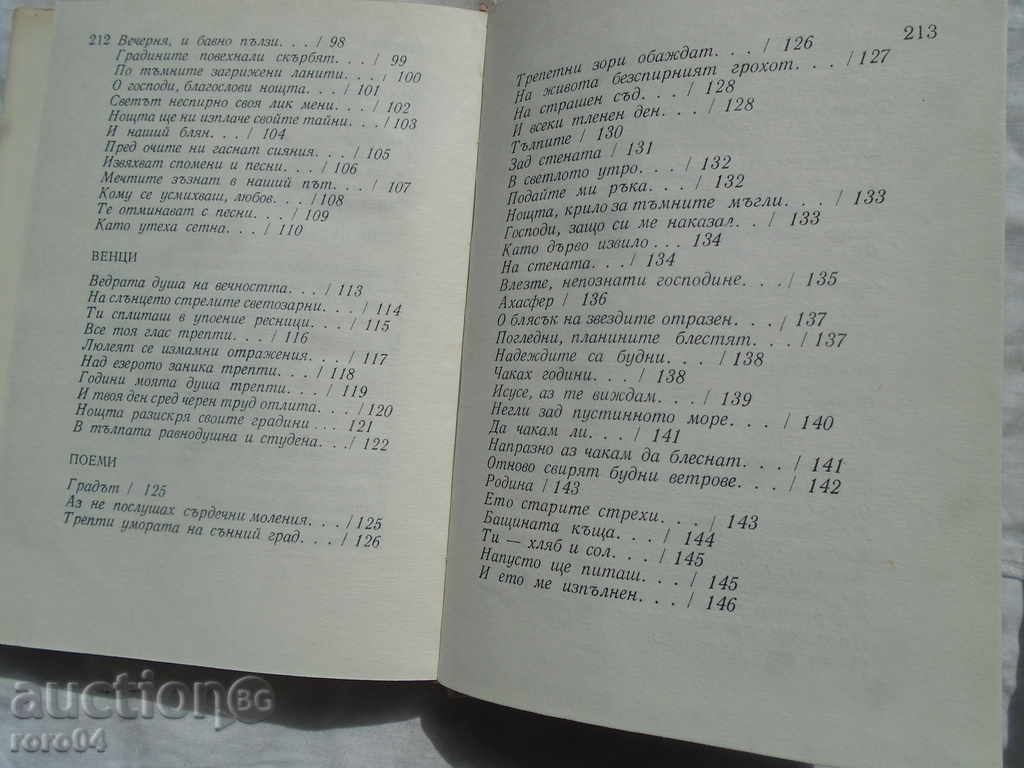 212 Вечерня, и бавно пълзи. . . / 98
Градините повехнали скърбят. . . / 99
По тъмните загрижени ланити. . . / 100
О господи, благослови нощта. . . / 101
Светът неспирно своя лик мени. . . / 102
Нощта ще ни изплаче свойте тайни. . . / 103
И наший блян. . . / 104
Пред очите ни гаснат сияния. . . / 105
Извяхват спомени и песни. . . / 106
Мечтите зъзнат в наший път. . . / 107
Кому се усмихваш, любов. . . /108
Те отминават с песни. . . / 109
Като утеха сетна. . . / 110
ВЕНЦИ
Ведрата душа на вечността. . . / 113
На слънцето стрелите светозарни. . . / 114
Ти сплиташ в упоение ресници. . . / 115
Все тоя глас трепти. . . / 116
Люлеят се измамни отражения. . . / 117
Над езерото заника трепти. . . / 118
Години моята душа трепти. . . / 119
И твоя ден сред черен труд отлита. . . / 120
Нощта разискря своите градини . . . / 121
В тълпата равнодушна и студена. . . / 122
ПОЕМИ
Градът / 125
Аз не послушах сърдечни моления. . . /125
Трепти умората на сънний град. . . / 126
213
Трепетни зори обаждат. . . / 126
На живота безспирният грохот. . . /127
На страшен съд. . . / 128
И всеки тленен ден. . . / 128
Тълпите / 130
Зад стената / 131
В светлото утро. . . / 132
Подайте ми ръка. . . / 132
Нощта, крило за тъмните мъгли. . . / 133
Господи, защо си ме наказал. . . / 133
Като дърво извило . . . / 134
На стената. . . / 134
Влезте, непознати господине. . ./ 135
Ахасфер / 136
О блясък на звездите отразен. . . / 137
Погледни, планините блестят. . . / 137
Надеждите са будни. . . / 138
Чаках години. . . / 138
Исусе, аз те виждам. . . / 139
Негли зад пустинното море. . . / 140
Да чакам ли. . . / 141
Напразно аз чакам да блеснат. . . / 141
Отново свирят будни ветрове. . . / 142
Родина / 143
Ето старите стрехи. . . / 143
Бащината къща. . . / 144
Ти — хляб и сол. . . / 145
Напусто ще питаш. . . / 145
И ето ме изпълнен. . . / 146
auction BG
roro04